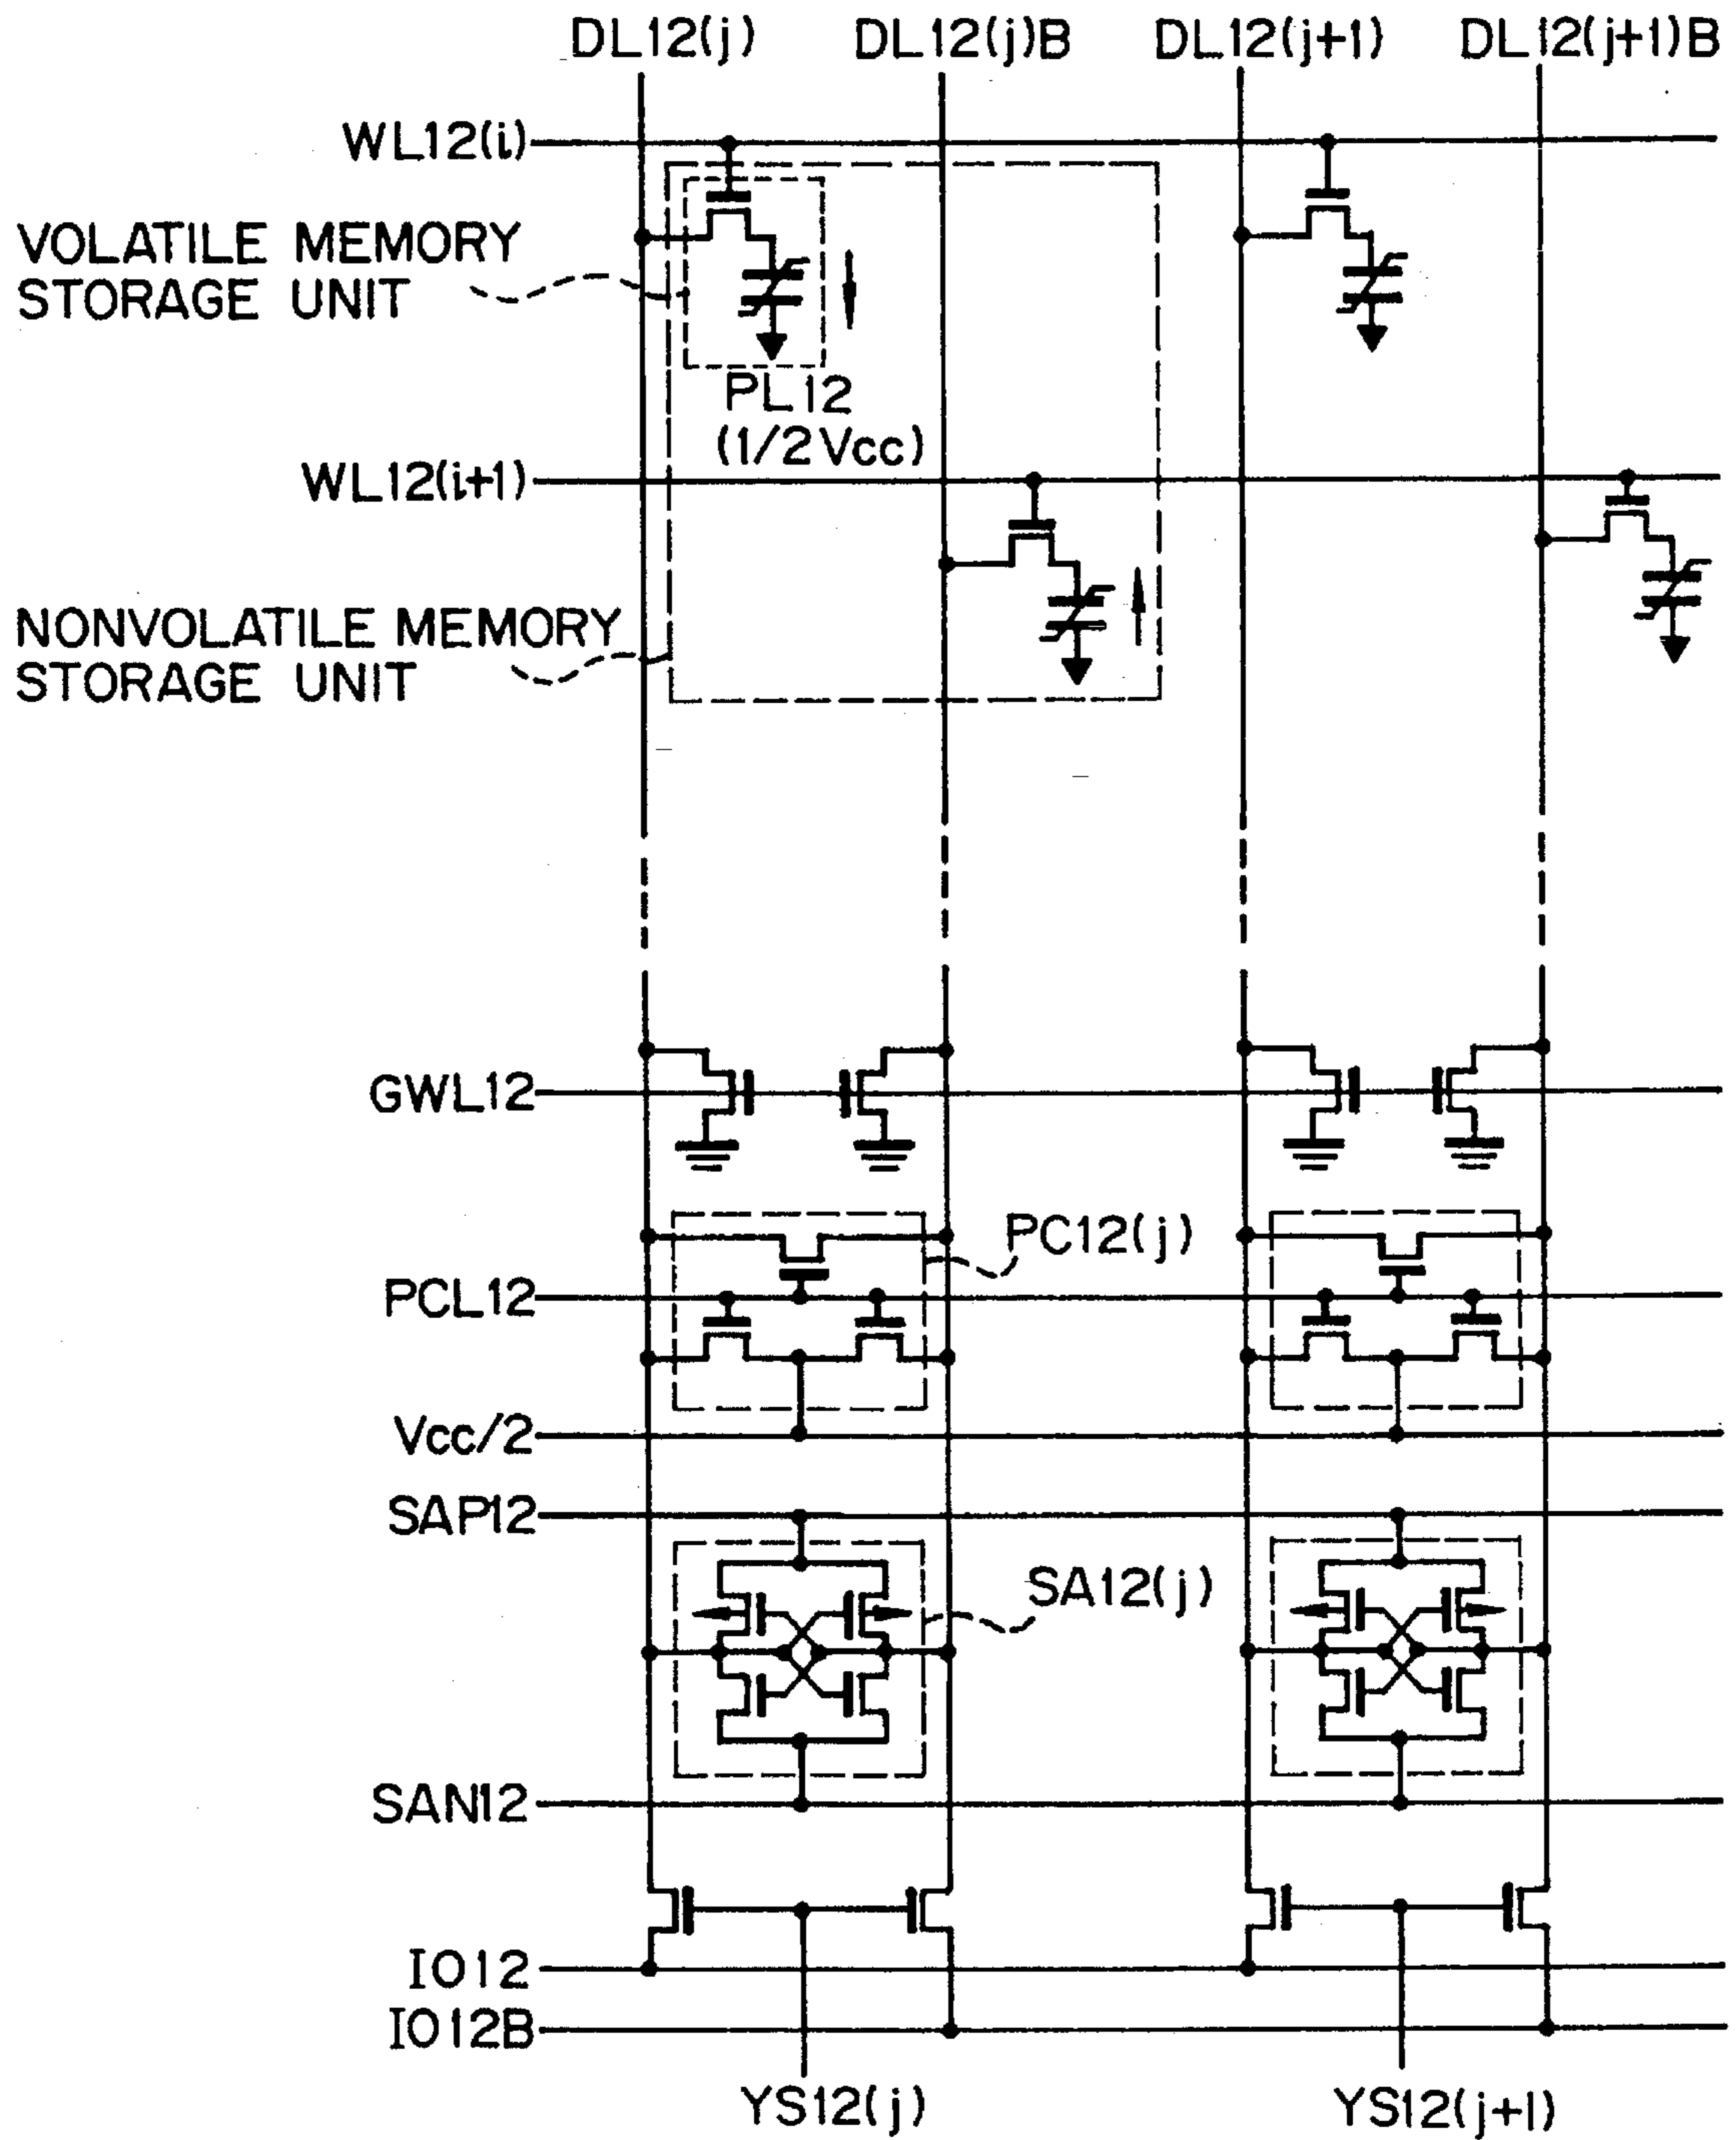 DL12(j)
DL12(j)B
DL12(j+1)
DL12(j+1)B
WL12(i)
VOLATILE MEMORY
STORAGE UNIT
PL12
(1/2Vcc)
WL12(i+1)
NONVOLATILE MEMORY
STORAGE UNIT
GWL12
PC12(j)
PCL12
Vcc/2
SAP12
SA12(j)
SAN12
IO12
IO12B
YS12(j)
YS12(j+1)